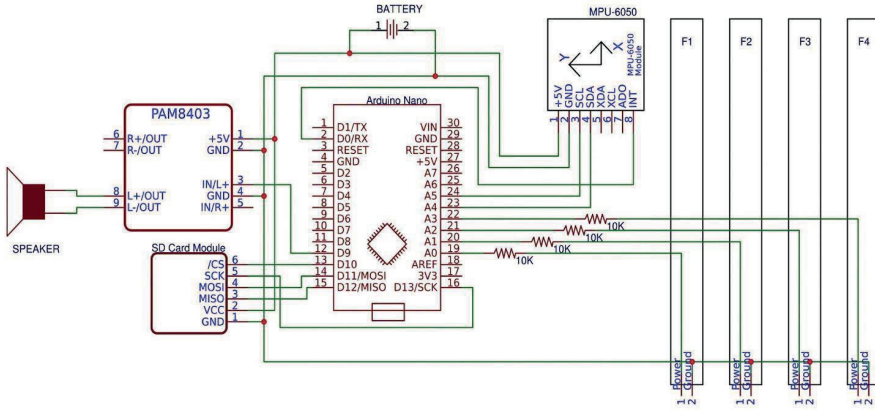 BATTERY
1 2
MPU-6050
Y X
MPU-6050
Module
+5V
GND
SCL
SDA
XDA
XCL
ADO
INT
1 2 3 4 5 6 7 8
F1
F2
F3
F4
PAM8403
6 R+/OUT
7 R-/OUT
8 L+/OUT
9 L-/OUT
+5V 1
GND 2
IN/L+ 3
GND 4
IN/R+ 5
SPEAKER
SD Card Module
/CS 6
SCK 5
MOSI 4
MISO 3
VCC 2
GND 1
Arduino Nano
1 D1/TX
2 D0/RX
3 RESET
4 GND
5 D2
6 D3
7 D4
8 D5
9 D6
10 D7
11 D8
12 D9
13 D10
14 D11/MOSI
15 D12/MISO
VIN 30
GND 29
RESET 28
+5V 27
A7 26
A6 25
A5 24
A4 23
A3 22
A2 21
A1 20
A0 19
AREF 18
3V3 17
D13/SCK 16
10K
10K
10K
10K
Power
Ground
1 2
Power
Ground
1 2
Power
Ground
1 2
Power
Ground
1 2